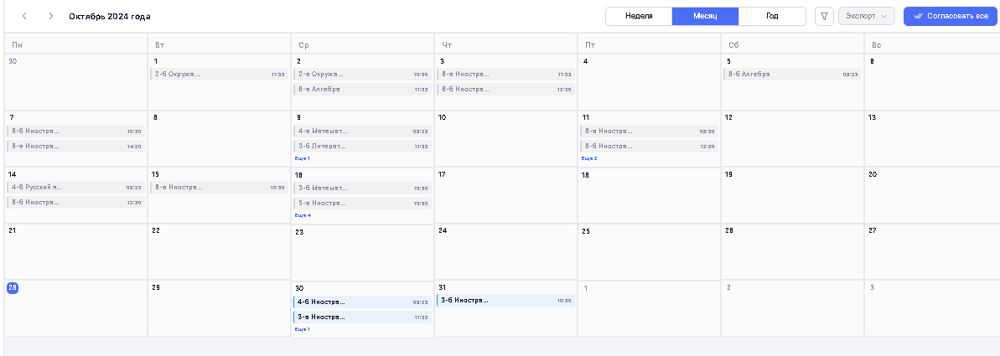 Октябрь 2024 года
Неделя
Месяц
Год
Экспорт
Согласовать все
Пн
Вт
Ср
Чт
Пт
Сб
Вс
30
1
2-б Окружа... 11:33
2
2-а Окружа... 10:30
8-а Алгебра 11:33
3
8-а Иностра... 11:33
8-б Иностра... 12:30
4
5
8-б Алгебра 09:23
6
7
9-б Иностра... 10:30
9-а Иностра... 14:20
8
9
4-а Математ... 09:23
3-б Литерат... 11:33
Еще 1
10
11
8-а Иностра... 08:30
8-б Иностра... 12:30
Еще 2
12
13
14
4-б Русский я... 09:23
8-б Иностра... 12:30
15
8-а Иностра... 10:30
16
3-б Математ... 10:30
5-а Иностра... 10:30
Еще 4
17
18
19
20
21
22
23
24
25
26
27
28
29
30
4-б Иностра... 09:23
3-а Иностра... 11:33
Еще 1
31
3-б Иностра... 10:30
1
2
3